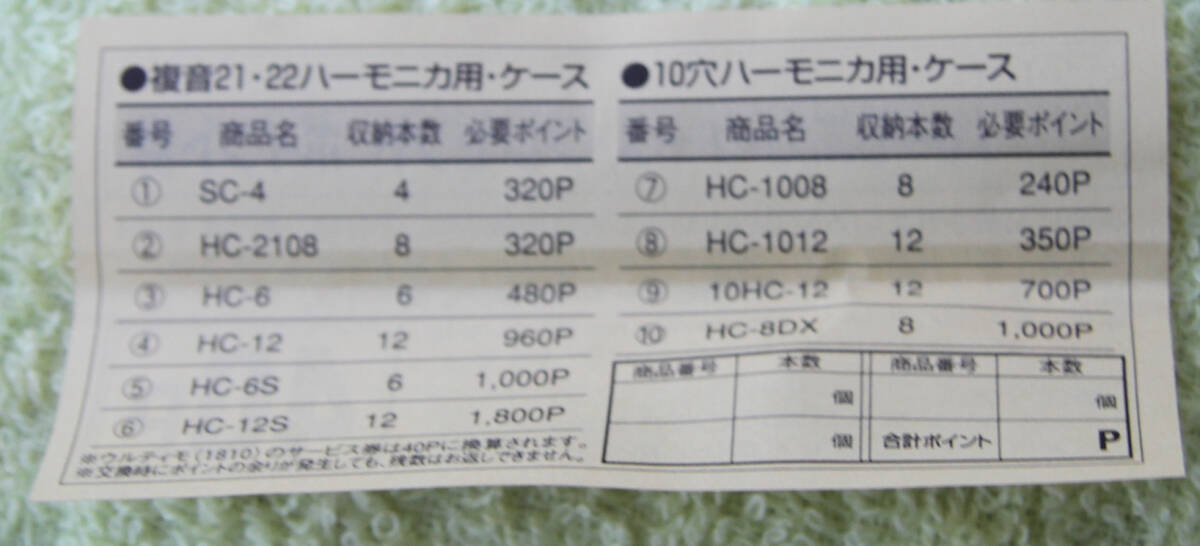 ●複音21・22ハーモニカ用・ケース
番号 商品名 収納本数 必要ポイント
① SC-4 4 320P
② HC-2108 8 320P
③ HC-6 6 480P
④ HC-12 12 960P
⑤ HC-6S 6 1,000P
⑥ HC-12S 12 1,800P
※ウルティモ(1810)のサービス券は40Pに換算されます。
※交換時にポイントの余りが発生しても、残数はお返しできません。
●10穴ハーモニカ用・ケース
番号 商品名 収納本数 必要ポイント
⑦ HC-1008 8 240P
⑧ HC-1012 12 350P
⑨ 10HC-12 12 700P
⑩ HC-8DX 8 1,000P
商品番号 本数 商品番号 本数
個 個
個 合計ポイント P